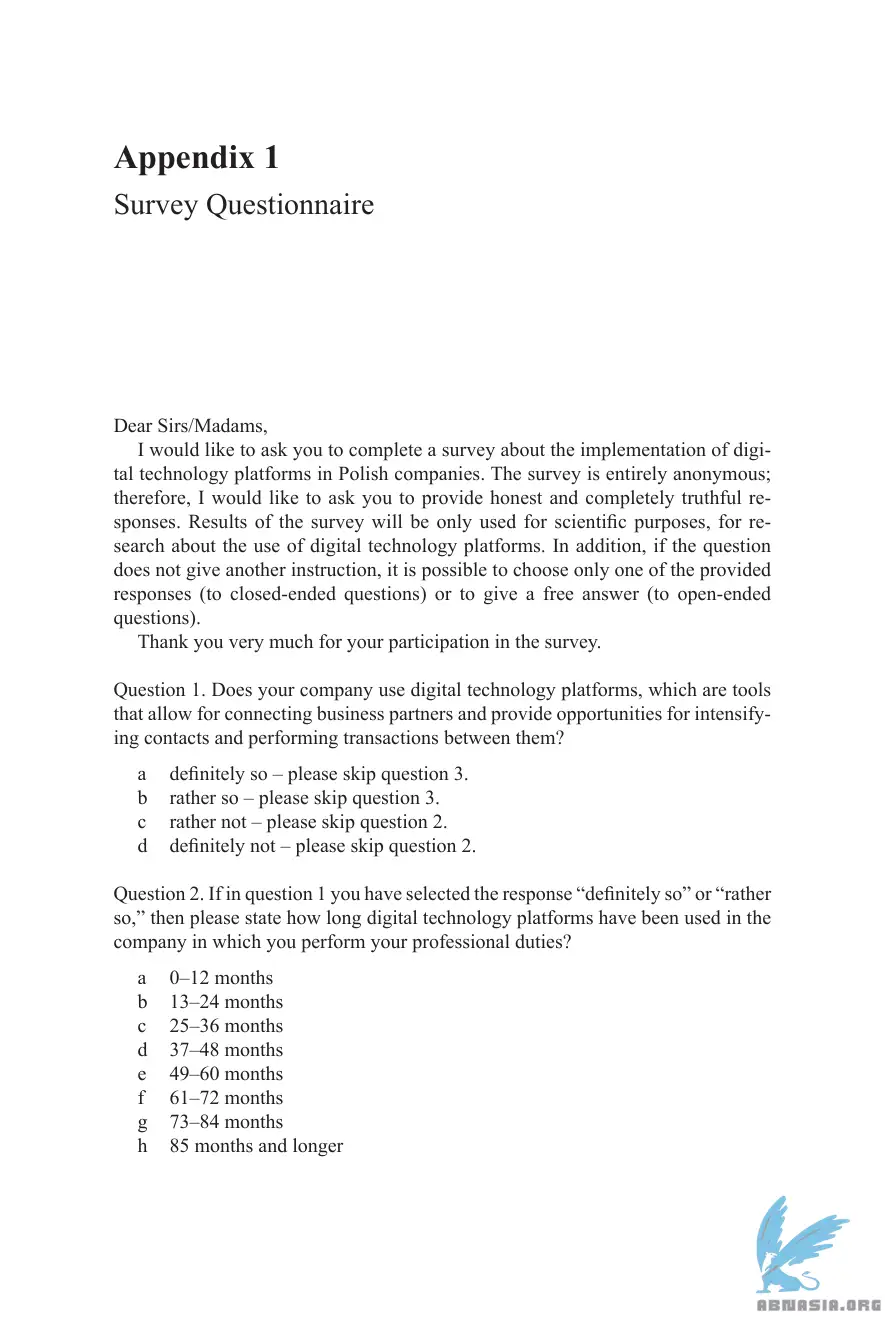 Appendix 1
Survey Questionnaire
Dear Sirs/Madams,
I would like to ask you to complete a survey about the implementation of digi-
tal technology platforms in Polish companies. The survey is entirely anonymous;
therefore, I would like to ask you to provide honest and completely truthful re-
sponses. Results of the survey will be only used for scientific purposes, for re-
search about the use of digital technology platforms. In addition, if the question
does not give another instruction, it is possible to choose only one of the provided
responses (to closed-ended questions) or to give a free answer (to open-ended
questions).
Thank you very much for your participation in the survey.
Question 1. Does your company use digital technology platforms, which are tools
that allow for connecting business partners and provide opportunities for intensify-
ing contacts and performing transactions between them?
a definitely so – please skip question 3.
b rather so – please skip question 3.
c rather not – please skip question 2.
d definitely not – please skip question 2.
Question 2. If in question 1 you have selected the response “definitely so” or “rather
so,” then please state how long digital technology platforms have been used in the
company in which you perform your professional duties?
a 0–12 months
b 13–24 months
c 25–36 months
d 37–48 months
e 49–60 months
f 61–72 months
g 73–84 months
h 85 months and longer
ABNASIA.ORG